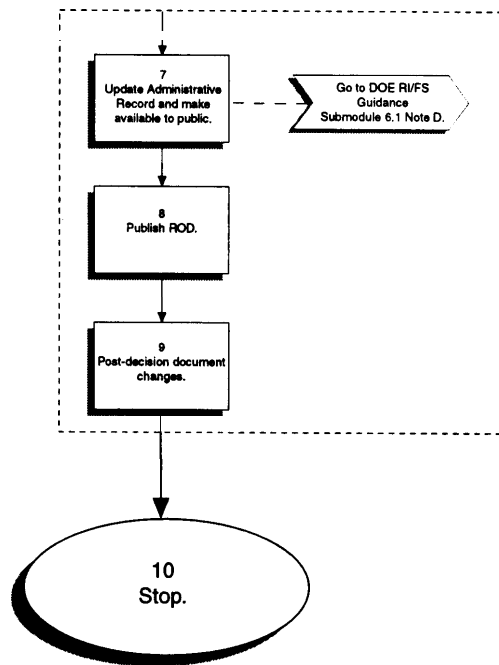 7
Update Administrative
Record and make
available to public.
Go to DOE RI/FS
Guidance
Submodule 6.1 Note D.
8
Publish ROD.
9
Post-decision document
changes.
10
Stop.